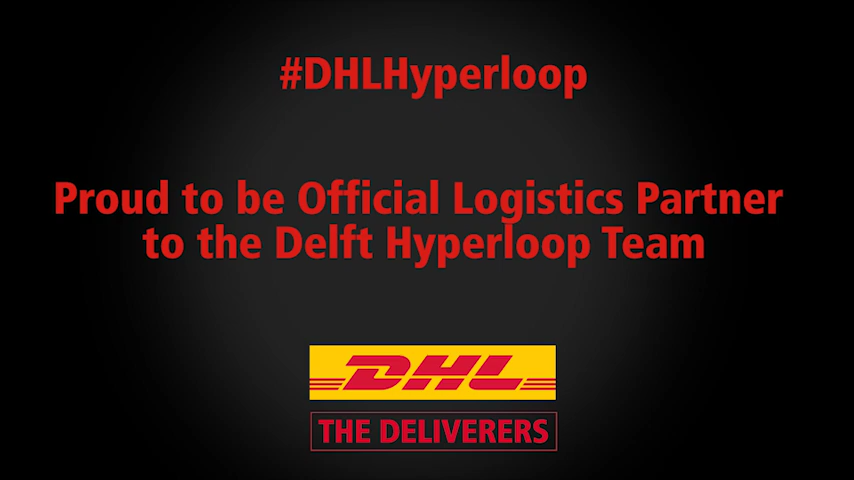 #DHLHyperloop
Proud to be Official Logistics Partner
to the Delft Hyperloop Team
DHL
THE DELIVERERS